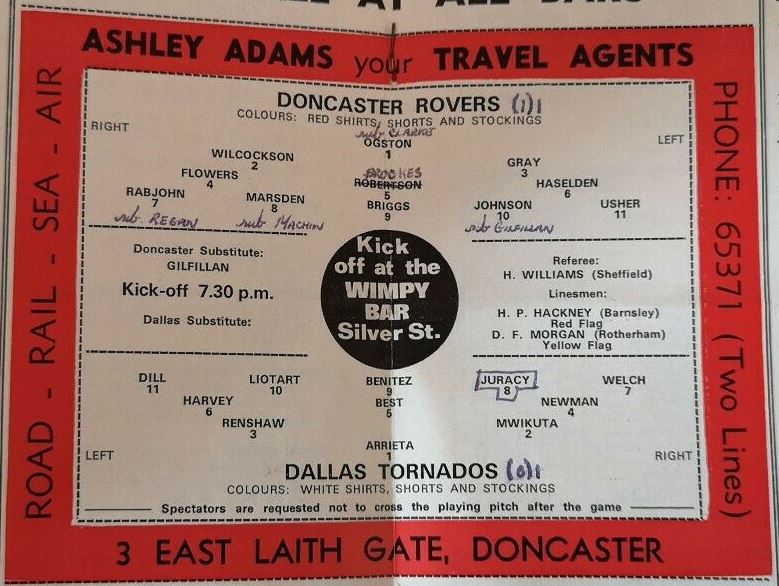 AT ALL BARS
ASHLEY ADAMS your TRAVEL AGENTS
ROAD - RAIL - SEA - AIR
PHONE: 65371 (Two Lines)
DONCASTER ROVERS (1) 1
COLOURS: RED SHIRTS, SHORTS AND STOCKINGS
RIGHT
LEFT
sub CLARKE
OGSTON
1
WILCOCKSON
2
GRAY
3
FLOWERS
4
BROOKES
ROBERTSON
5
HASELDEN
6
RABJOHN
7
MARSDEN
8
BRIGGS
9
JOHNSON
10
USHER
11
sub. REGAN
sub MACHIN
sub GILFILLAN
Doncaster Substitute:
GILFILLAN
Kick-off 7.30 p.m.
Dallas Substitute:
Kick
off at the
WIMPY
BAR
Silver St.
Referee:
H. WILLIAMS (Sheffield)
Linesmen:
H. P. HACKNEY (Barnsley)
Red Flag
D. F. MORGAN (Rotherham)
Yellow Flag
DILL
11
LIOTART
10
BENITEZ
9
JURACY
8
WELCH
7
HARVEY
6
BEST
5
NEWMAN
4
RENSHAW
3
MWIKUTA
2
ARRIETA
1
LEFT
RIGHT
DALLAS TORNADOS (0) 1
COLOURS: WHITE SHIRTS, SHORTS AND STOCKINGS
Spectators are requested not to cross the playing pitch after the game
3 EAST LAITH GATE, DONCASTER